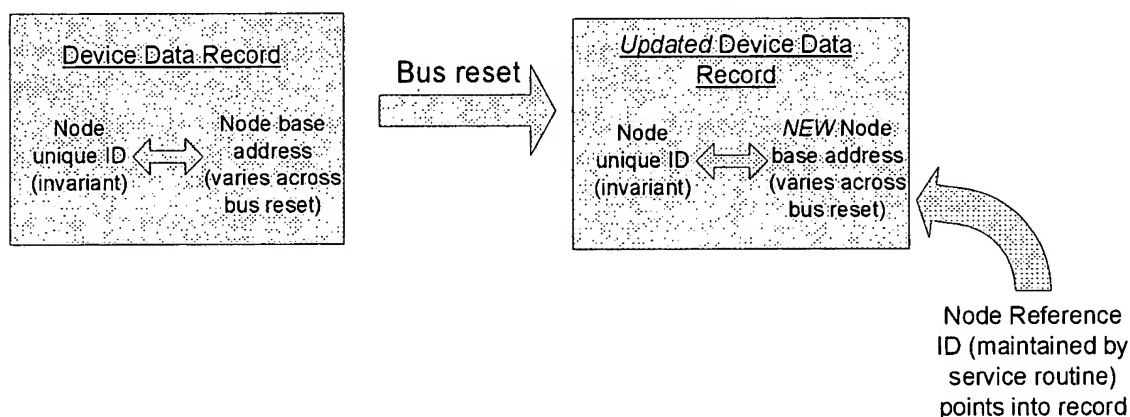 Device Data Record
Node
unique ID
(invariant)
Node base
address
(varies across
bus reset)
Bus reset
Updated Device Data
Record
Node
unique ID
(invariant)
NEW Node
base address
(varies across
bus reset)
Node Reference
ID (maintained by
service routine)
points into record